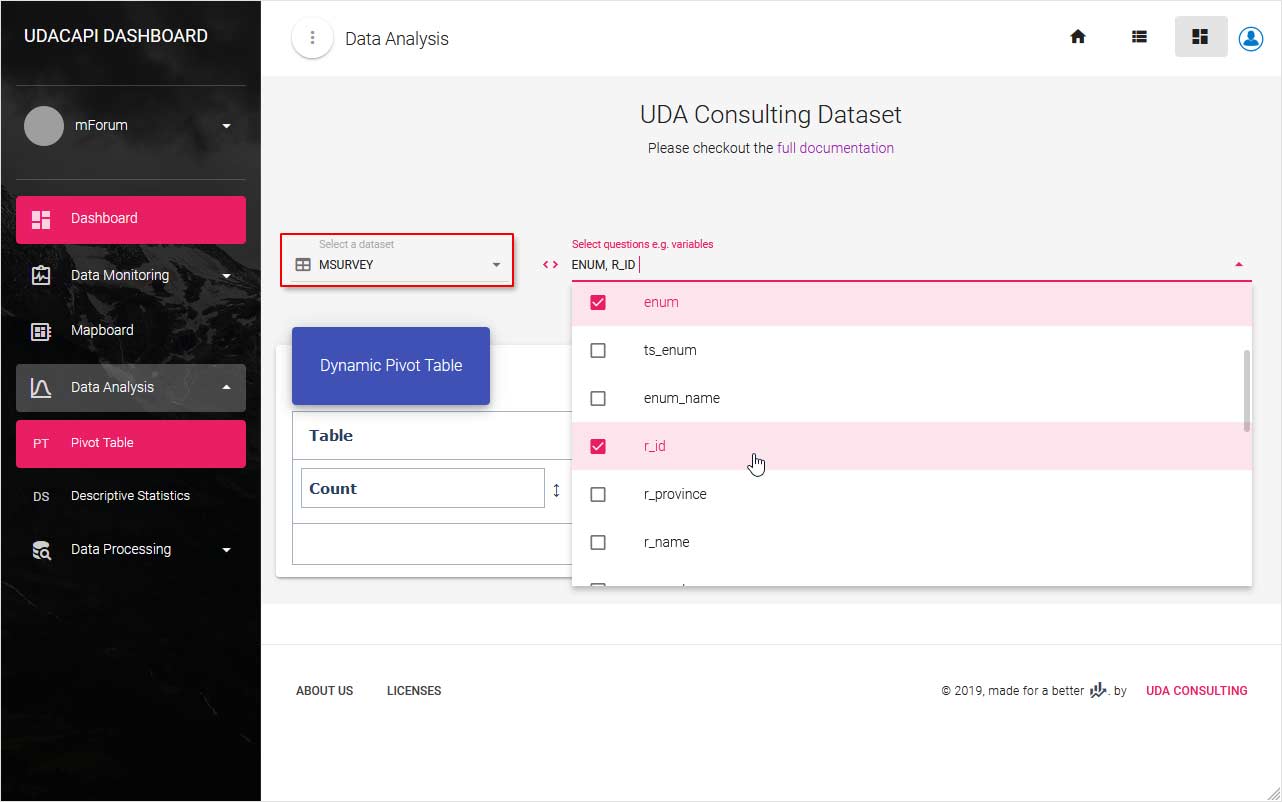 UDACAPI DASHBOARD
mForum
Dashboard
Data Monitoring
Mapboard
Data Analysis
PT Pivot Table
DS Descriptive Statistics
Data Processing
Data Analysis
UDA Consulting Dataset
Please checkout the full documentation
Select a dataset
MSURVEY
Select questions e.g. variables
ENUM, R_ID
enum
ts_enum
enum_name
r_id
r_province
r_name
Dynamic Pivot Table
Table
Count
ABOUT US LICENSES
© 2019, made for a better . by UDA CONSULTING